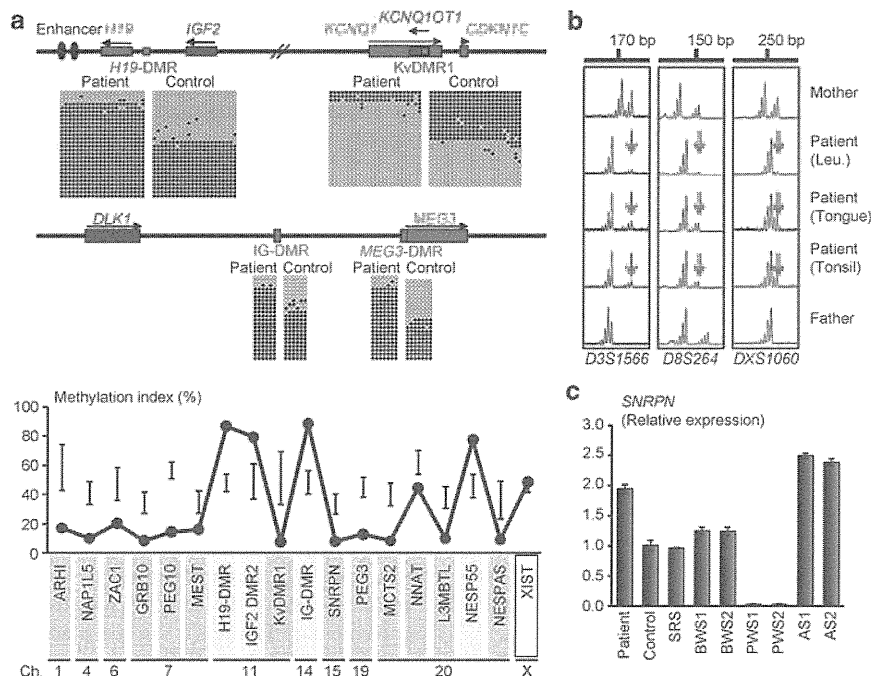 a
Enhancer H19 IGF2 KCNQ1 KCNQ1OT1 CDKN1C
H19-DMR KvDMR1
Patient Control Patient Control
DLK1 MEG3
IG-DMR MEG3-DMR
Patient Control Patient Control
Methylation index (%)
100
80
60
40
20
0
ARHI
NAP1L5
ZAC1
GRB10
PEG10
MEST
H19-DMR
IGF2 DMR2
KvDMR1
IG-DMR
SNRPN
PEG3
MCTS2
NNAT
L3MBTL
NESP55
NESPAS
XIST
Ch. 1 4 6 7 11 14 15 19 20 X
b
170 bp 150 bp 250 bp
Mother
Patient
(Leu.)
Patient
(Tongue)
Patient
(Tonsil)
Father
D3S1566 D8S264 DXS1060
c
SNRPN
(Relative expression)
3.0
2.5
2.0
1.5
1.0
0.5
0.0
Patient
Control
SRS
BWS1
BWS2
PWS1
PWS2
AS1
AS2